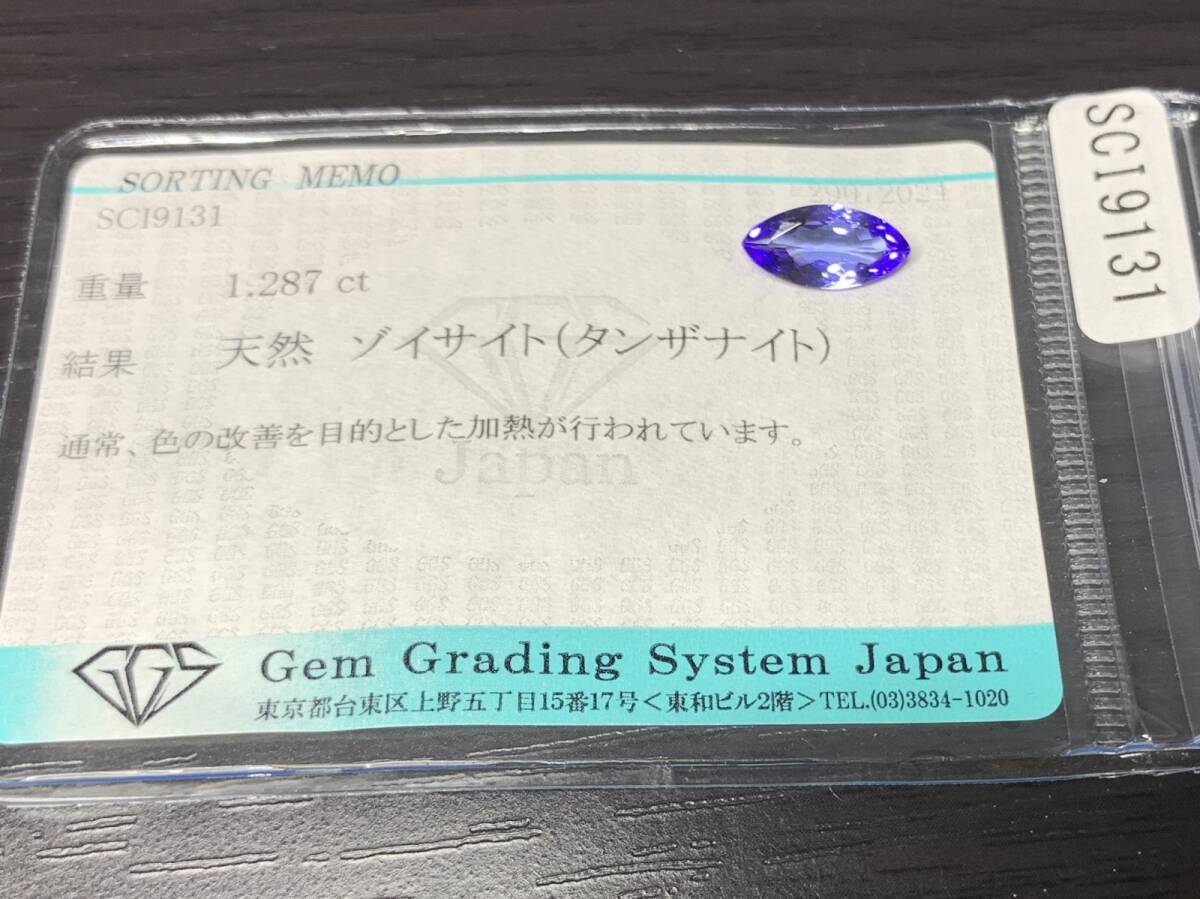 SORTING MEMO
SCI9131
重量 1.287 ct
結果 天然 ゾイサイト(タンザナイト)
通常、色の改善を目的とした加熱が行われています。
Japan
GGS Gem Grading System Japan
東京都台東区上野五丁目15番17号<東和ビル2階>TEL.(03)3834-1020
SCI9131